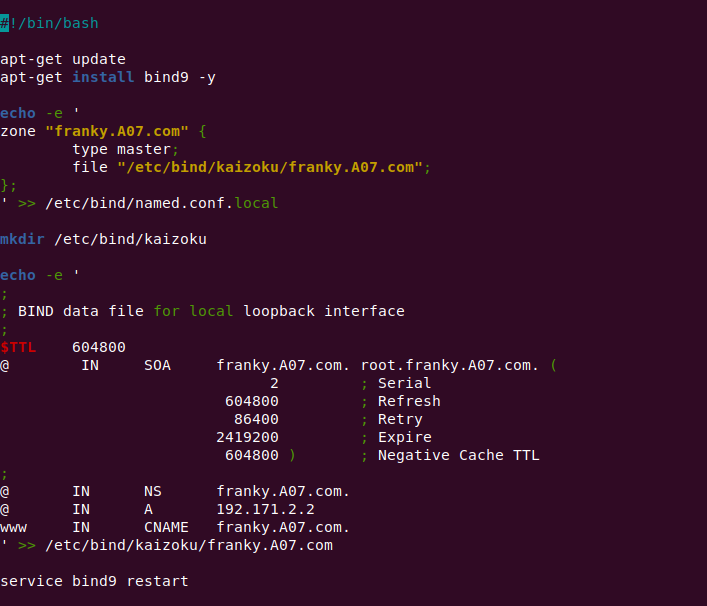 #!/bin/bash

apt-get update
apt-get install bind9 -y

echo -e '
zone "franky.A07.com" {
        type master;
        file "/etc/bind/kaizoku/franky.A07.com";
};
' >> /etc/bind/named.conf.local

mkdir /etc/bind/kaizoku

echo -e '
;
; BIND data file for local loopback interface
;
$TTL    604800
@        IN     SOA     franky.A07.com. root.franky.A07.com. (
                              2         ; Serial
                         604800         ; Refresh
                          86400         ; Retry
                        2419200         ; Expire
                         604800 )       ; Negative Cache TTL
;
@       IN      NS      franky.A07.com.
@       IN      A       192.171.2.2
www     IN      CNAME   franky.A07.com.
' >> /etc/bind/kaizoku/franky.A07.com

service bind9 restart